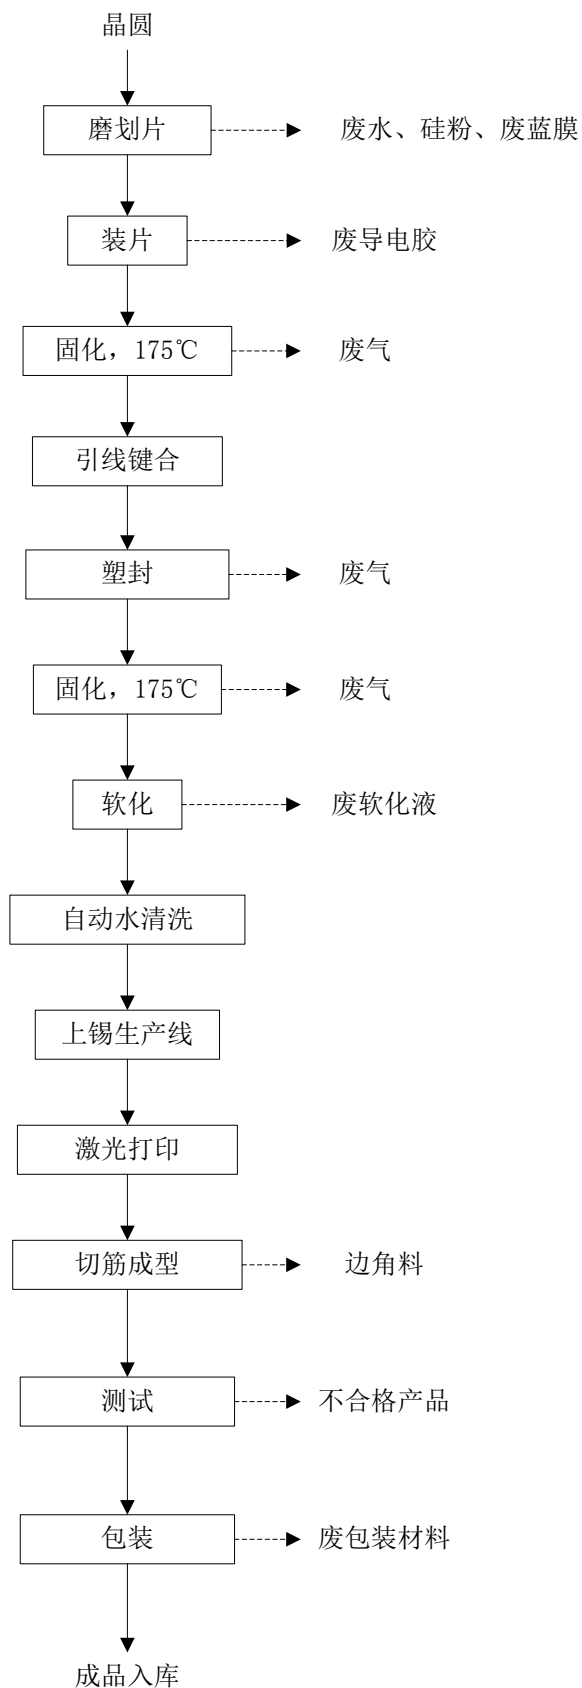 晶圆
磨划片
废水、硅粉、废蓝膜
装片
废导电胶
固化，175℃
废气
引线键合
塑封
废气
固化，175℃
废气
软化
废软化液
自动水清洗
上锡生产线
激光打印
切筋成型
边角料
测试
不合格产品
包装
废包装材料
成品入库